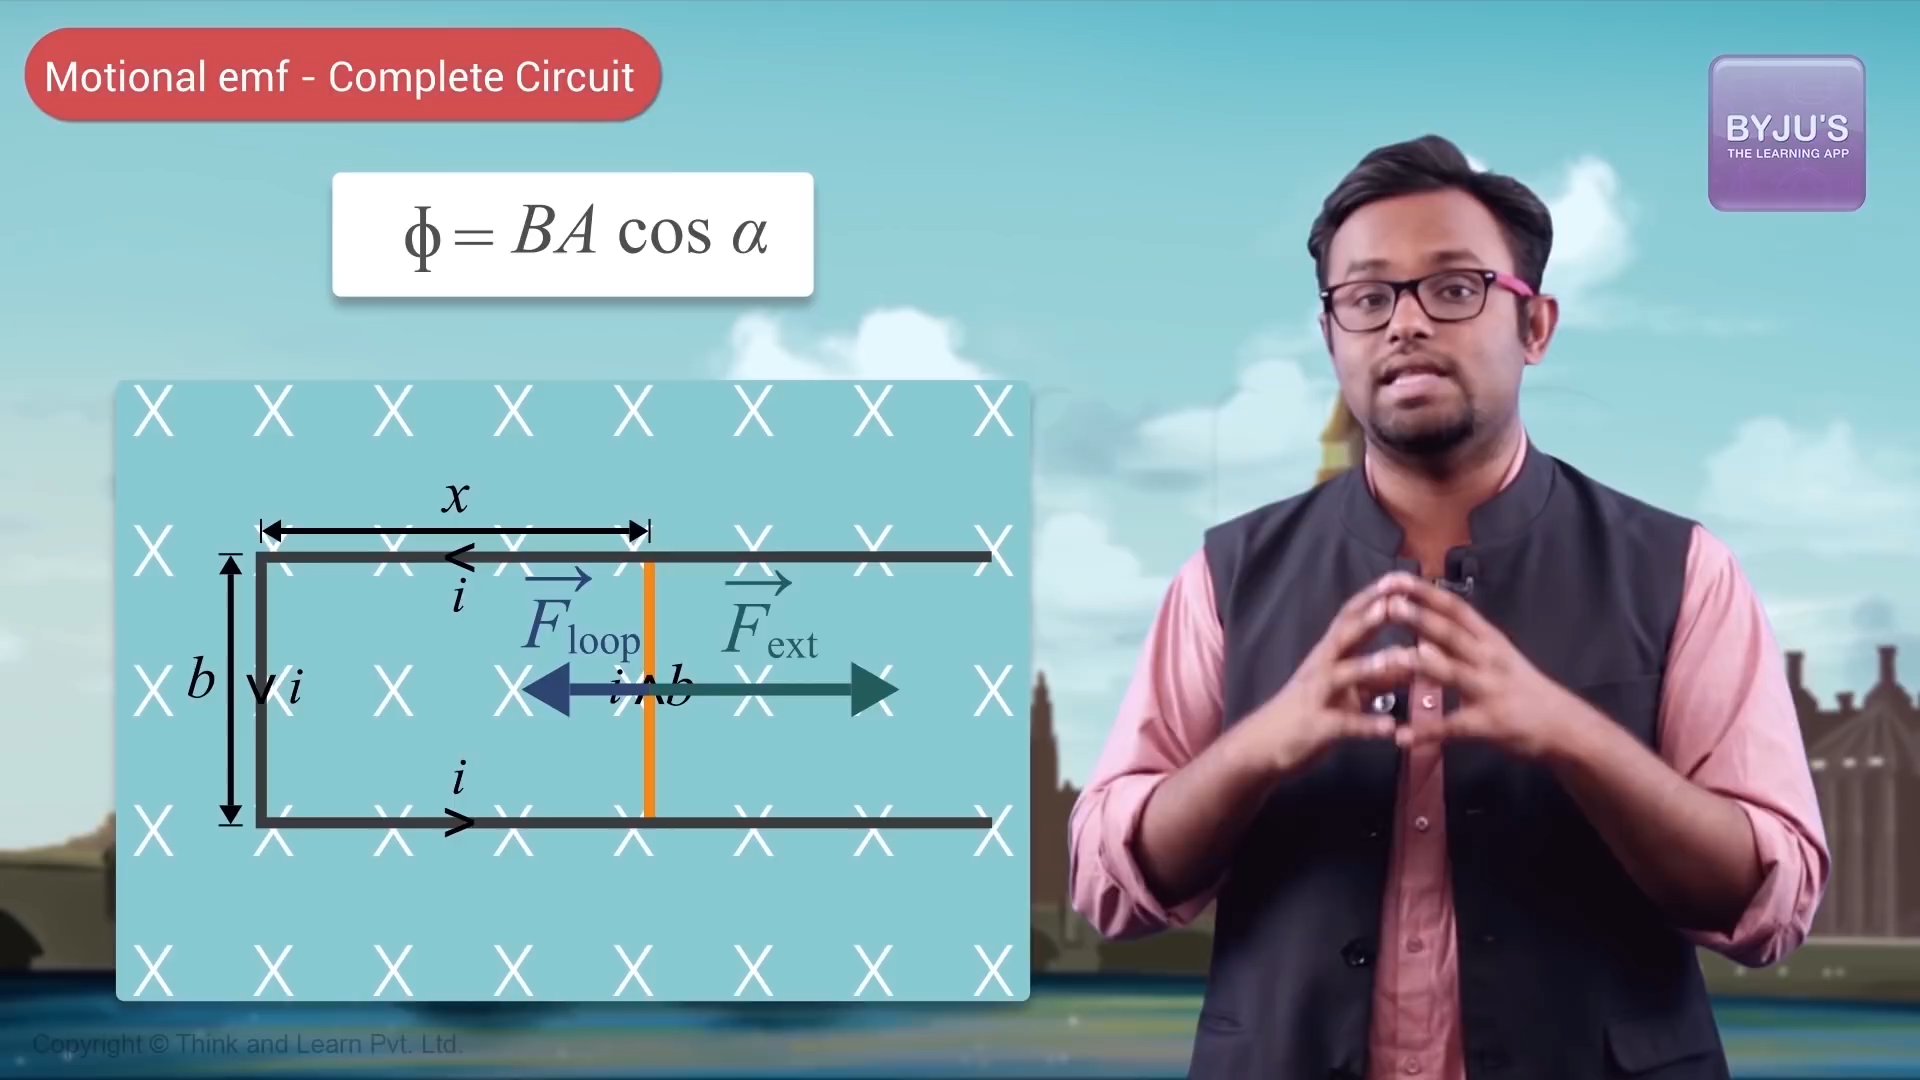 Motional emf - Complete Circuit
BYJU'S
THE LEARNING APP
ϕ = BA cos α
X X X X X X X X
x
X X X X X X X X
i
F loop
F ext
b
i
i
b
X X X X X X X
i
X X X X X X X X
X X X X X X X X
Copyright © Think and Learn Pvt. Ltd.